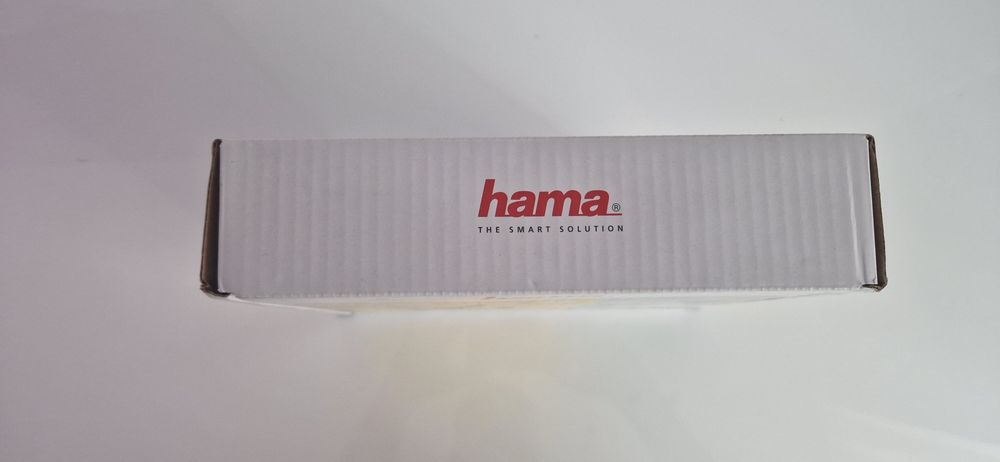 hama®
THE SMART SOLUTION